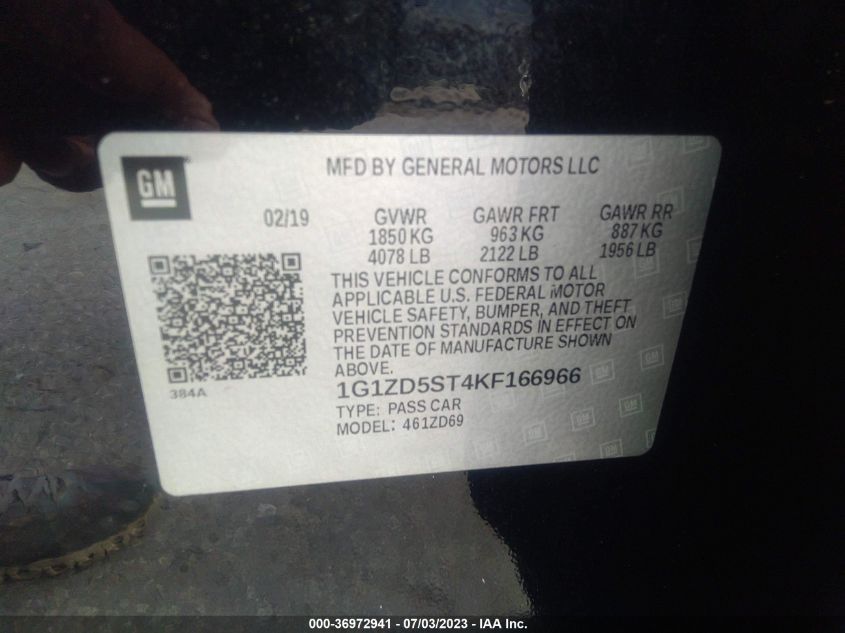 GM
MFD BY GENERAL MOTORS LLC
02/19 GVWR GAWR FRT GAWR RR
1850 KG 963 KG 887 KG
4078 LB 2122 LB 1956 LB
THIS VEHICLE CONFORMS TO ALL
APPLICABLE U.S. FEDERAL MOTOR
VEHICLE SAFETY, BUMPER, AND THEFT
PREVENTION STANDARDS IN EFFECT ON
THE DATE OF MANUFACTURE SHOWN
ABOVE.
384A
1G1ZD5ST4KF166966
TYPE: PASS CAR
MODEL: 461ZD69
000-36972941 - 07/03/2023 - IAA Inc.